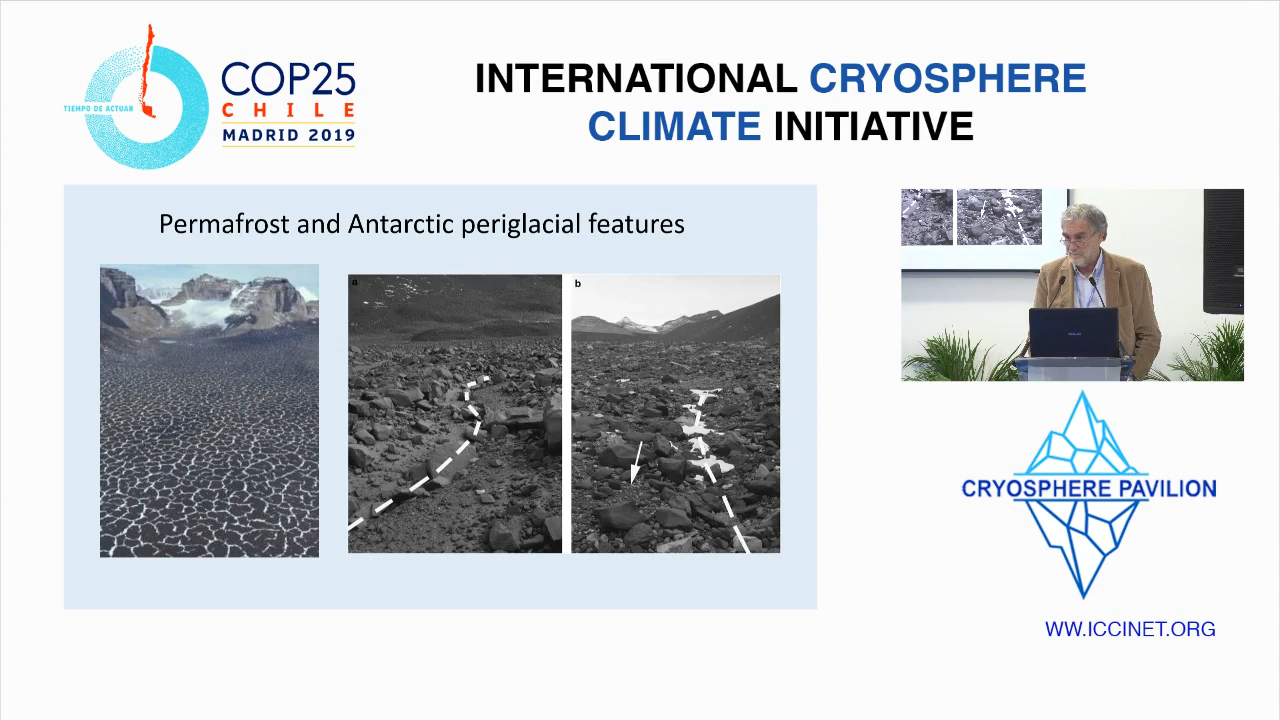 TIEMPO DE ACTUAR
COP25
CHILE
MADRID 2019
INTERNATIONAL CRYOSPHERE
CLIMATE INITIATIVE
Permafrost and Antarctic periglacial features
a
b
CRYOSPHERE PAVILION
WW.ICCINET.ORG